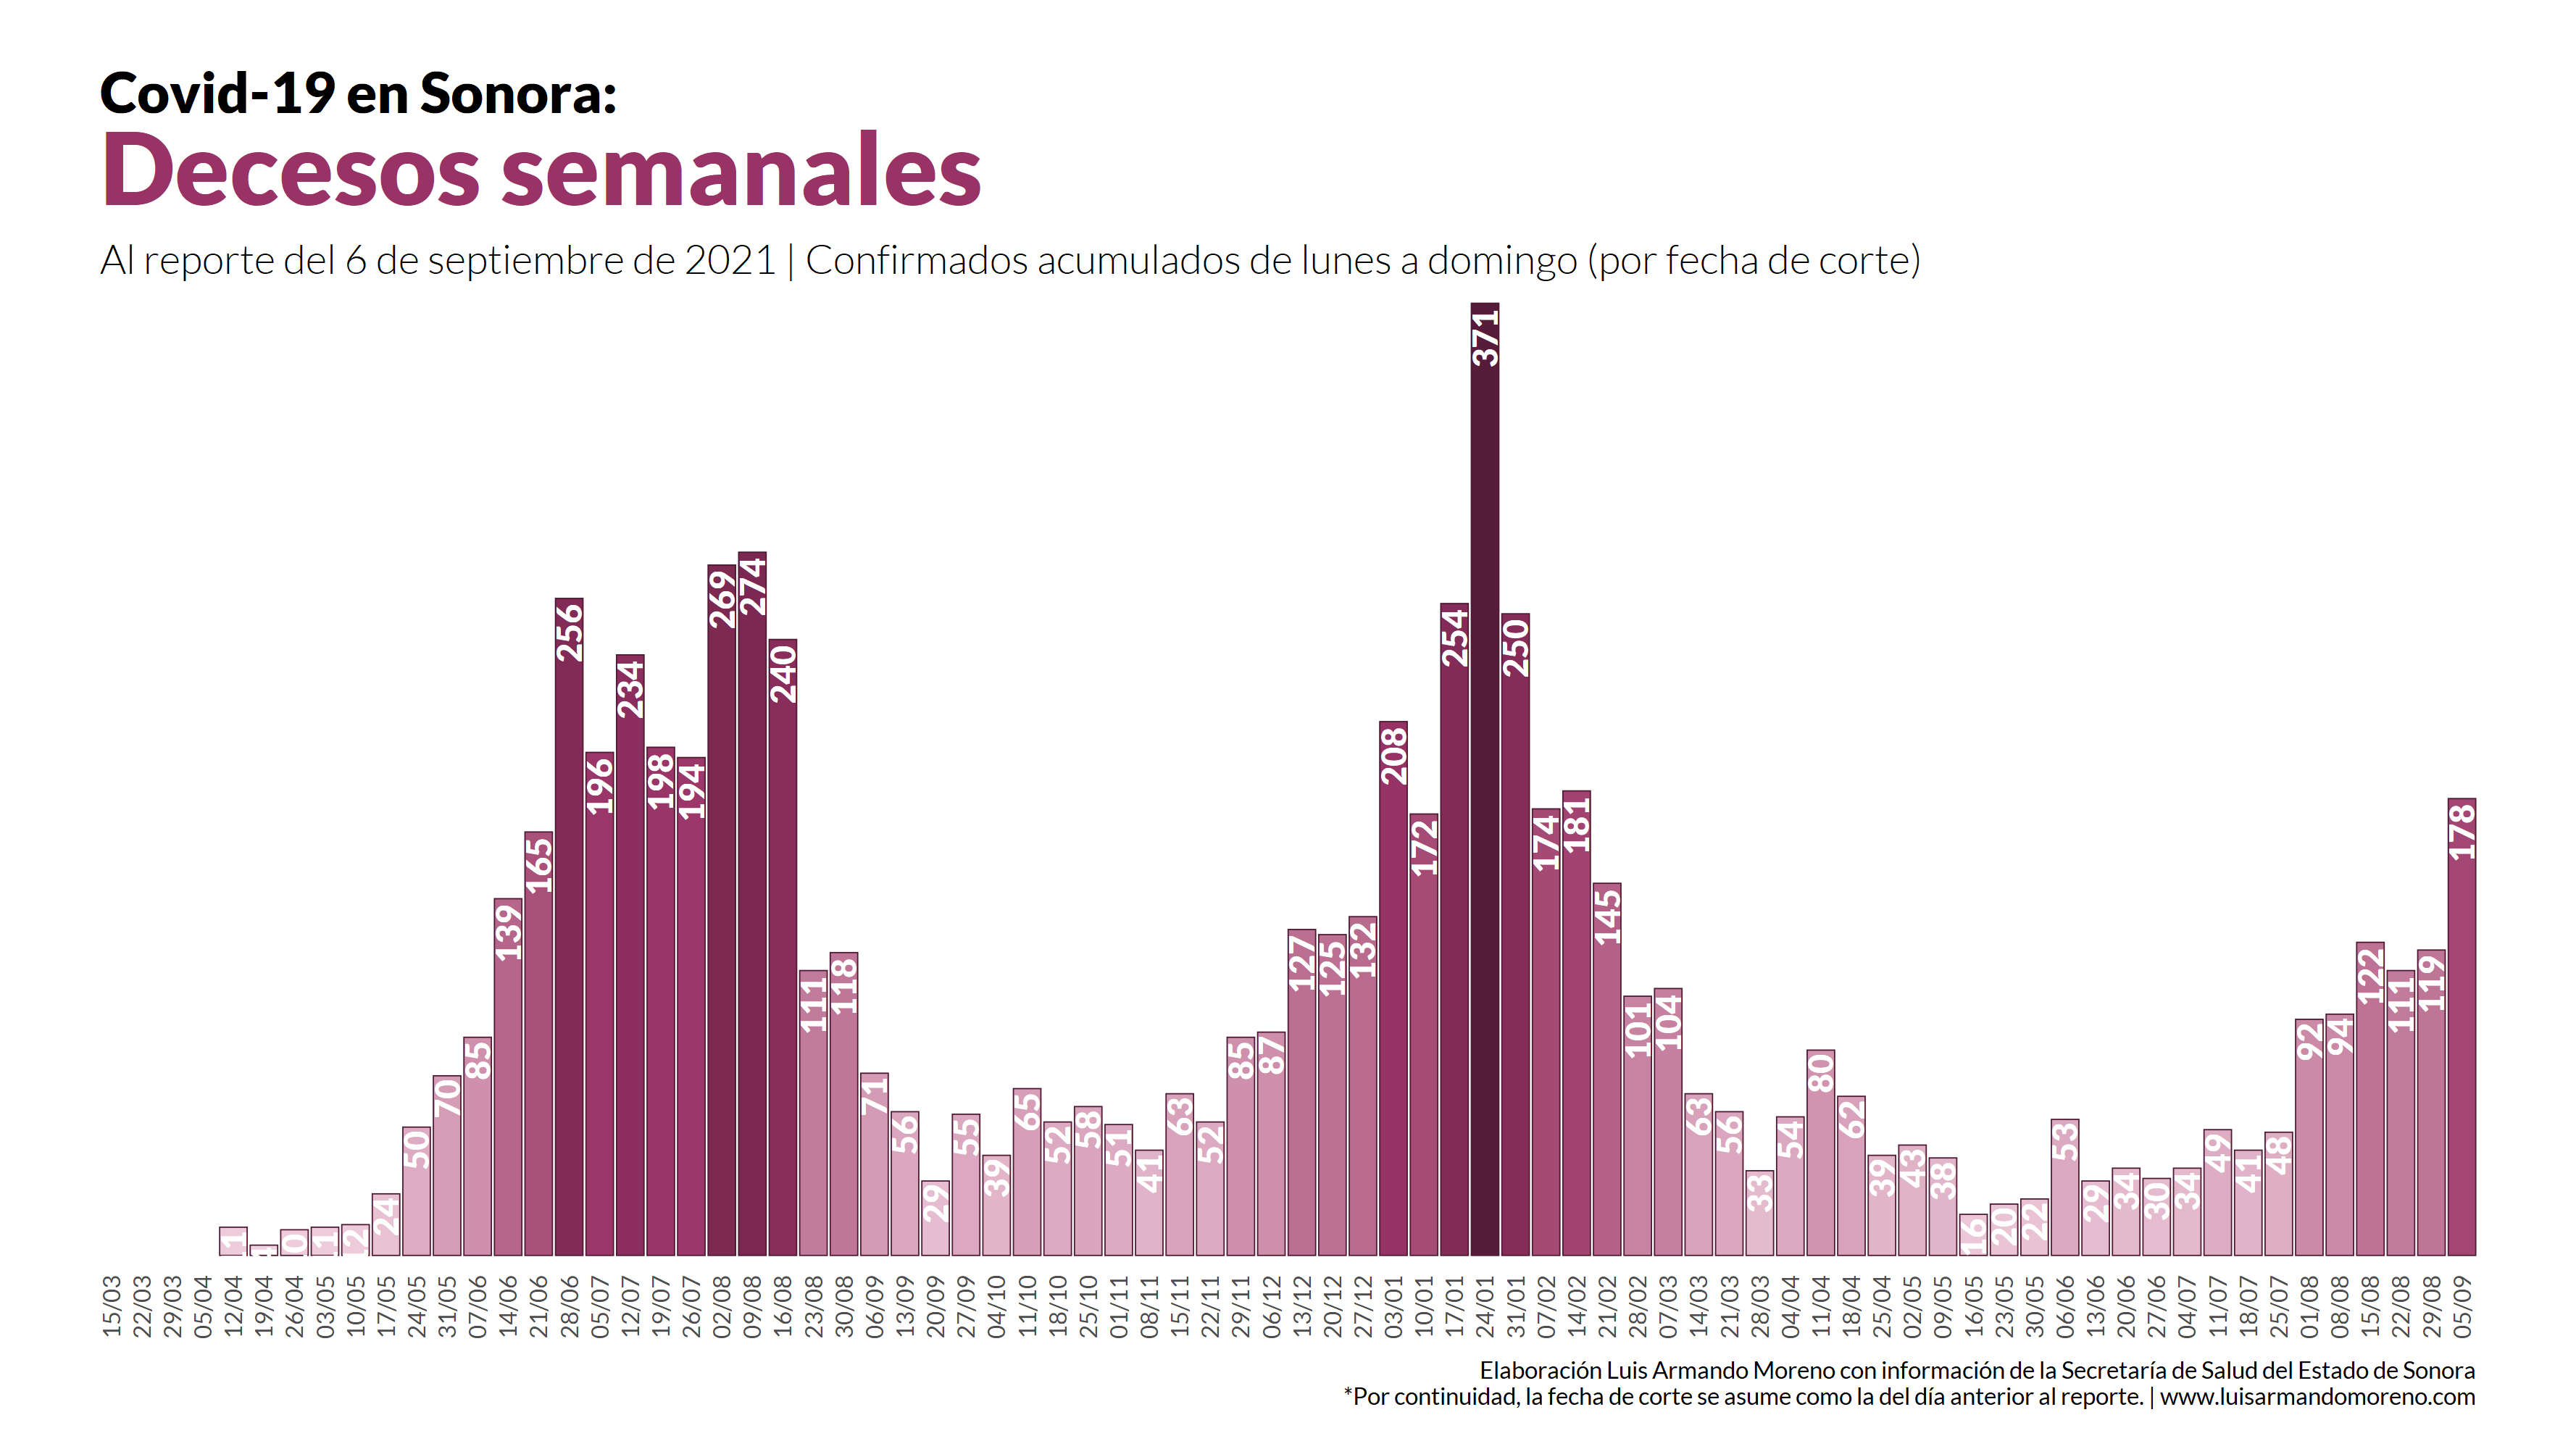 Covid-19 en Sonora:
Decesos semanales
Al reporte del 6 de septiembre de 2021 | Confirmados acumulados de lunes a domingo (por fecha de corte)
24 50 70 85 139 165 256 196 234 198 194 269 274 240 111 118 71 56 29 55 39 65 52 58 51 41 63 52 85 87 127 125 132 208 172 254 371 250 174 181 145 101 104 63 56 33 54 80 62 39 43 38 16 20 22 53 29 34 30 34 49 41 48 92 94 122 111 119 178
15/03 22/03 29/03 05/04 12/04 19/04 26/04 03/05 10/05 17/05 24/05 31/05 07/06 14/06 21/06 28/06 05/07 12/07 19/07 26/07 02/08 09/08 16/08 23/08 30/08 06/09 13/09 20/09 27/09 04/10 11/10 18/10 25/10 01/11 08/11 15/11 22/11 29/11 06/12 13/12 20/12 27/12 03/01 10/01 17/01 24/01 31/01 07/02 14/02 21/02 28/02 07/03 14/03 21/03 28/03 04/04 11/04 18/04 25/04 02/05 09/05 16/05 23/05 30/05 06/06 13/06 20/06 27/06 04/07 11/07 18/07 25/07 01/08 08/08 15/08 22/08 29/08 05/09
Elaboración Luis Armando Moreno con información de la Secretaría de Salud del Estado de Sonora
*Por continuidad, la fecha de corte se asume como la del día anterior al reporte. | www.luisarmandomoreno.com